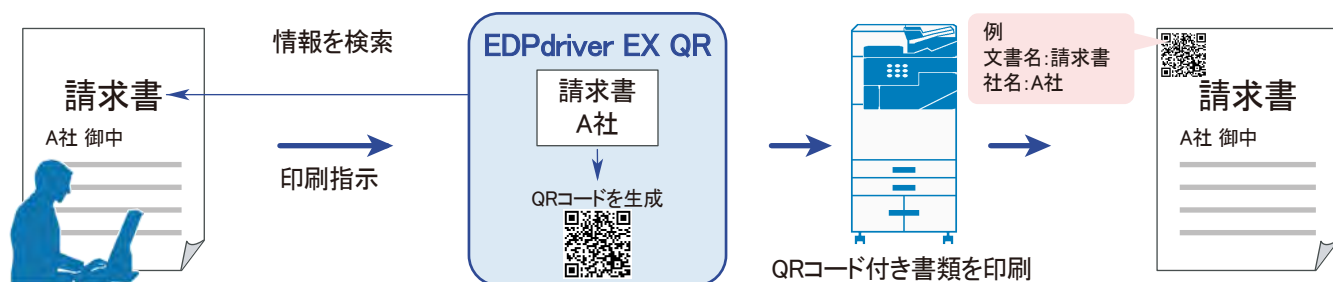 請求書
A社 御中
情報を検索
印刷指示
EDPdriver EX QR
請求書
A社
QRコードを生成
QRコード付き書類を印刷
例
文書名:請求書
社名:A社
請求書
A社 御中